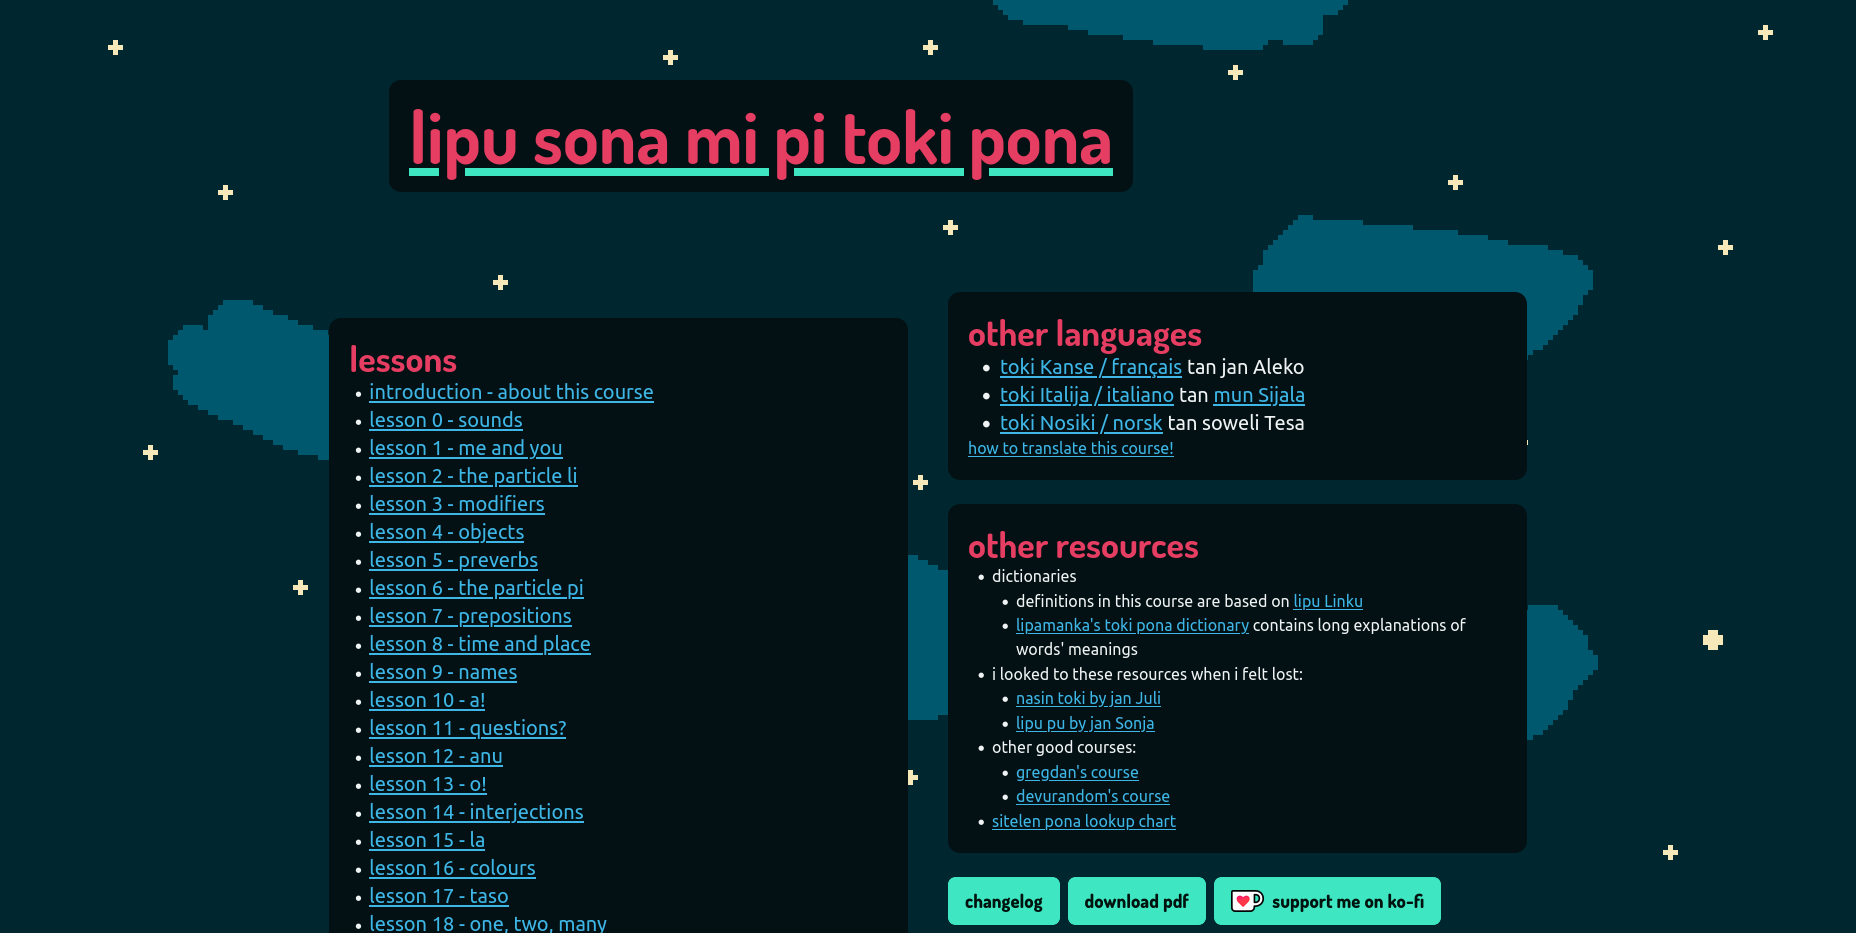 lipu sona mi pi toki pona
lessons
introduction - about this course
lesson 0 - sounds
lesson 1 - me and you
lesson 2 - the particle li
lesson 3 - modifiers
lesson 4 - objects
lesson 5 - preverbs
lesson 6 - the particle pi
lesson 7 - prepositions
lesson 8 - time and place
lesson 9 - names
lesson 10 - a!
lesson 11 - questions?
lesson 12 - anu
lesson 13 - o!
lesson 14 - interjections
lesson 15 - la
lesson 16 - colours
lesson 17 - taso
lesson 18 - one, two, many
other languages
toki Kanse / français tan jan Aleko
toki Italija / italiano tan mun Sijala
toki Nosiki / norsk tan soweli Tesa
how to translate this course!
other resources
dictionaries
definitions in this course are based on lipu Linku
lipamanka's toki pona dictionary contains long explanations of
words' meanings
i looked to these resources when i felt lost:
nasin toki by jan Juli
lipu pu by jan Sonja
other good courses:
gregdan's course
devurandom's course
sitelen pona lookup chart
changelog
download pdf
support me on ko-fi